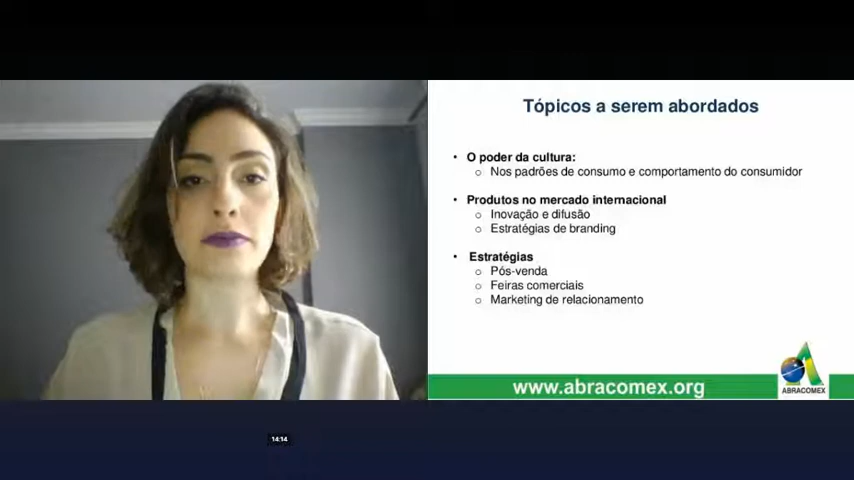 Tópicos a serem abordados
• O poder da cultura:
o Nos padrões de consumo e comportamento do consumidor
• Produtos no mercado internacional
o Inovação e difusão
o Estratégias de branding
• Estratégias
o Pós-venda
o Feiras comerciais
o Marketing de relacionamento
www.abracomex.org
ABRACOMEX
14:14